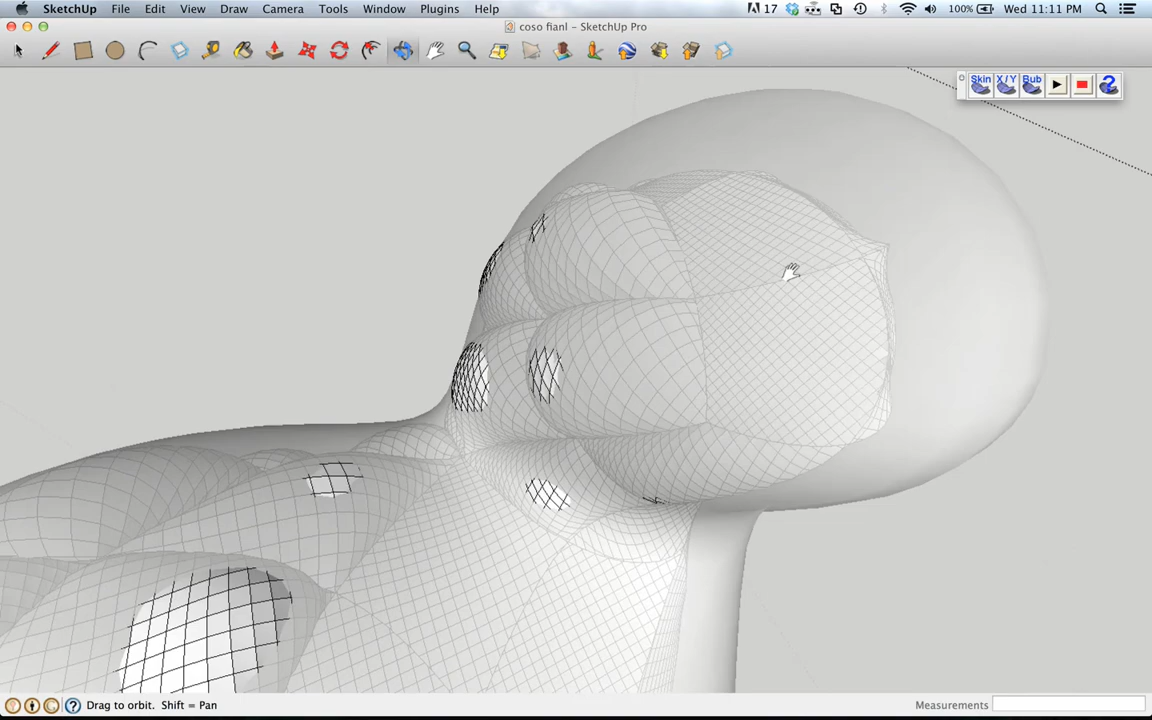 SketchUp File Edit View Draw Camera Tools Window Plugins Help 17 100% Wed 11:11 PM
coso fianl – SketchUp Pro
Skin X / Y Bub ?
? Drag to orbit. Shift = Pan Measurements